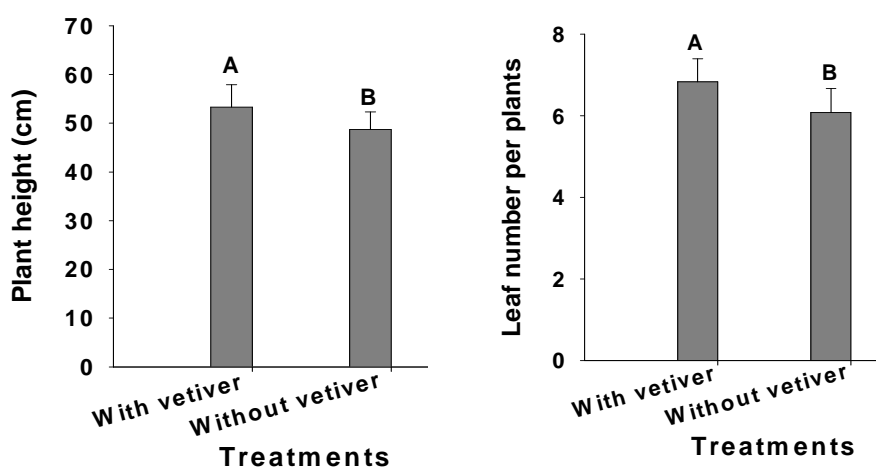 Plant height (cm)
70
60
50
40
30
20
10
0
A
B
With vetiver
Without vetiver
Treatments
Leaf number per plants
8
6
4
2
0
A
B
With vetiver
Without vetiver
Treatments